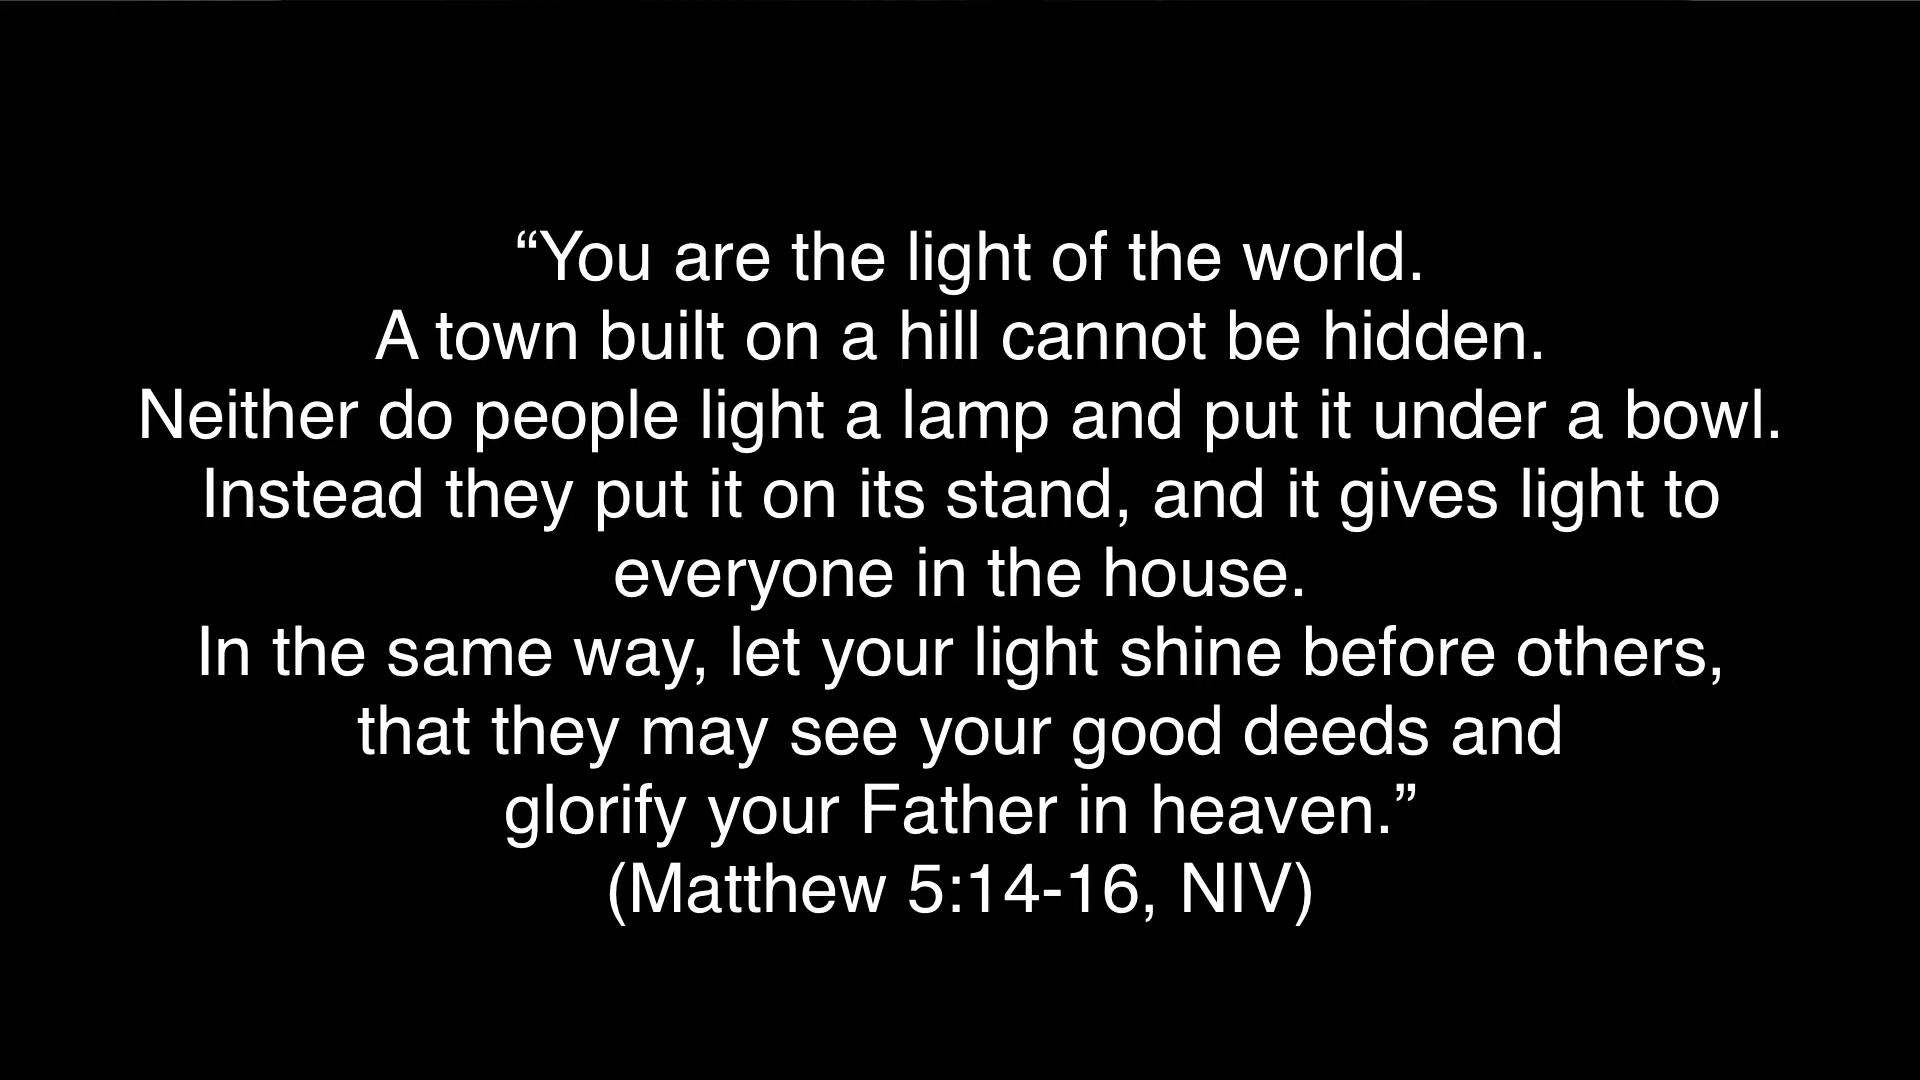 “You are the light of the world.
A town built on a hill cannot be hidden.
Neither do people light a lamp and put it under a bowl.
Instead they put it on its stand, and it gives light to
everyone in the house.
In the same way, let your light shine before others,
that they may see your good deeds and
glorify your Father in heaven.”
(Matthew 5:14-16, NIV)